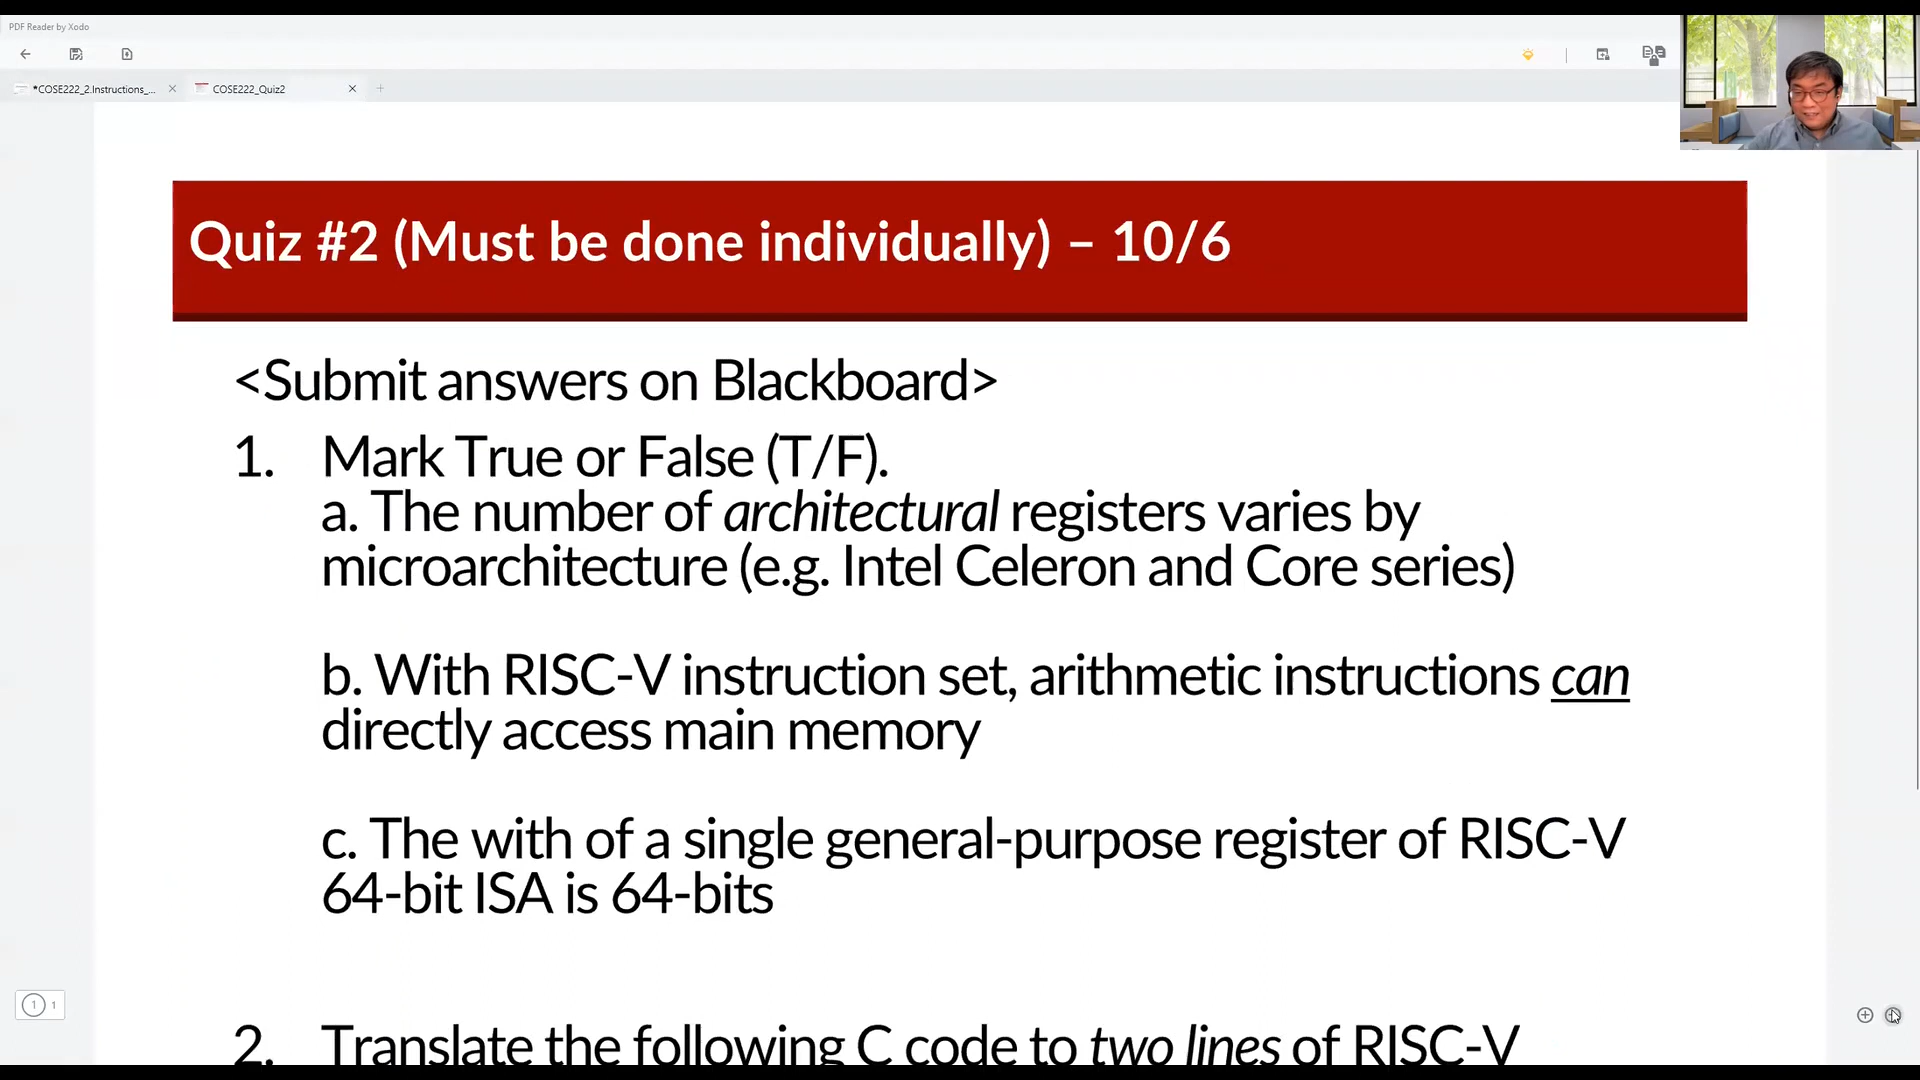 PDF Reader by Xodo
*COSE222_2.Instructions_...
COSE222_Quiz2
Quiz #2 (Must be done individually) – 10/6
<Submit answers on Blackboard>
1. Mark True or False (T/F).
a. The number of architectural registers varies by
microarchitecture (e.g. Intel Celeron and Core series)
b. With RISC-V instruction set, arithmetic instructions can
directly access main memory
c. The with of a single general-purpose register of RISC-V
64-bit ISA is 64-bits
2. Translate the following C code to two lines of RISC-V
1 1